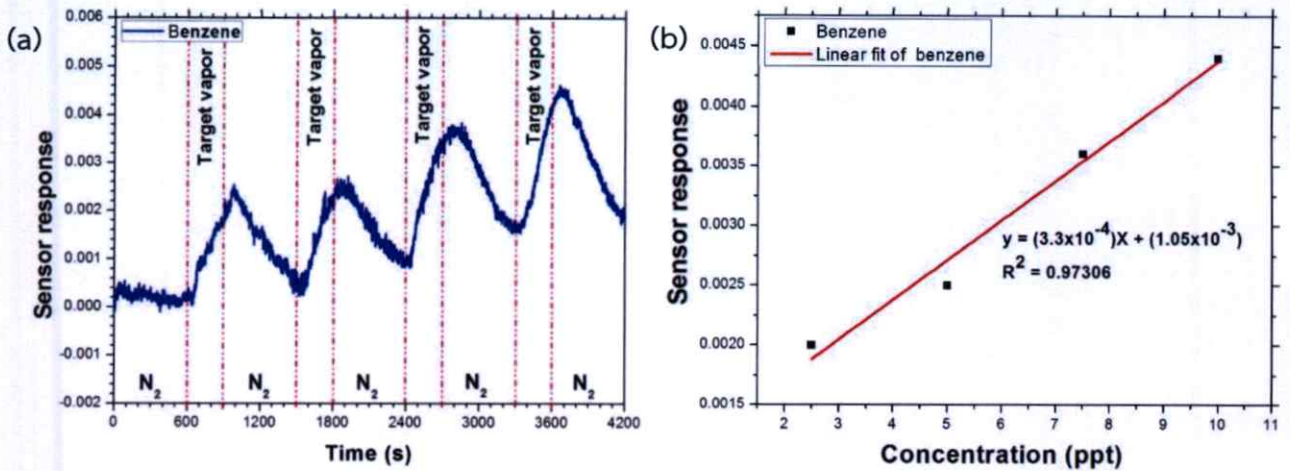 (a)
Benzene
Target vapor
Target vapor
Target vapor
Target vapor
0.006
0.005
0.004
0.003
0.002
0.001
0.000
-0.001
0.002
Sensor response
N2
N2
N2
N2
N2
0 600 1200 1800 2400 3000 3600 4200
Time (s)
(b)
Benzene
Linear fit of benzene
0.0045
0.0040
0.0035
0.0030
0.0025
0.0020
0.0015
Sensor response
y = (3.3x10^-4)X + (1.05x10^-3)
R^2 = 0.97306
2 3 4 5 6 7 8 9 10 11
Concentration (ppt)